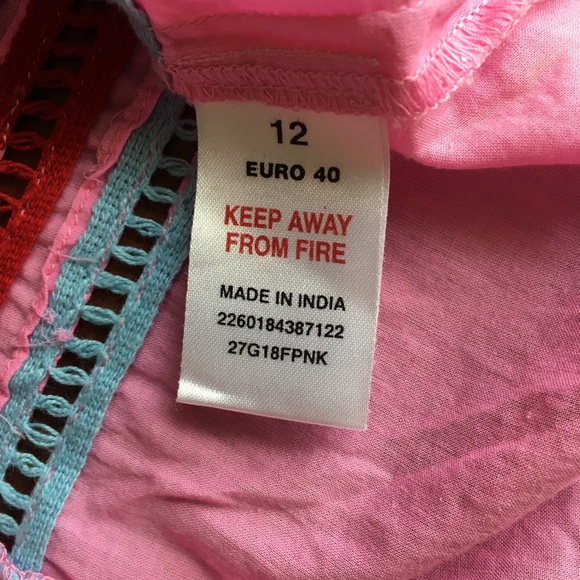 12
EURO 40
KEEP AWAY
FROM FIRE
MADE IN INDIA
2260184387122
27G18FPNK